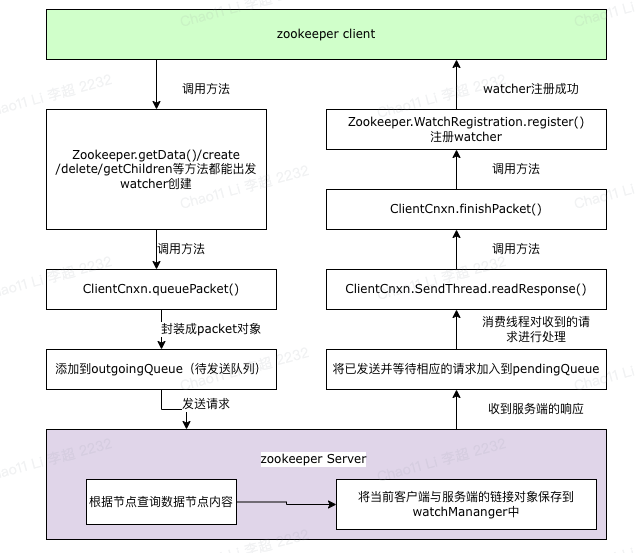 zookeeper client
调用方法
watcher注册成功
Zookeeper.getData()/create
/delete/getChildren等方法都能出发
watcher创建
Zookeeper.WatchRegistration.register()
注册watcher
调用方法
ClientCnxn.finishPacket()
调用方法
调用方法
ClientCnxn.queuePacket()
ClientCnxn.SendThread.readResponse()
封装成packet对象
消费线程对收到的请
求进行处理
添加到outgoingQueue（待发送队列）
将已发送并等待相应的请求加入到pendingQueue
发送请求
收到服务端的响应
zookeeper Server
根据节点查询数据节点内容
将当前客户端与服务端的链接对象保存到
watchMananger中
Chao11 Li 李超 2232